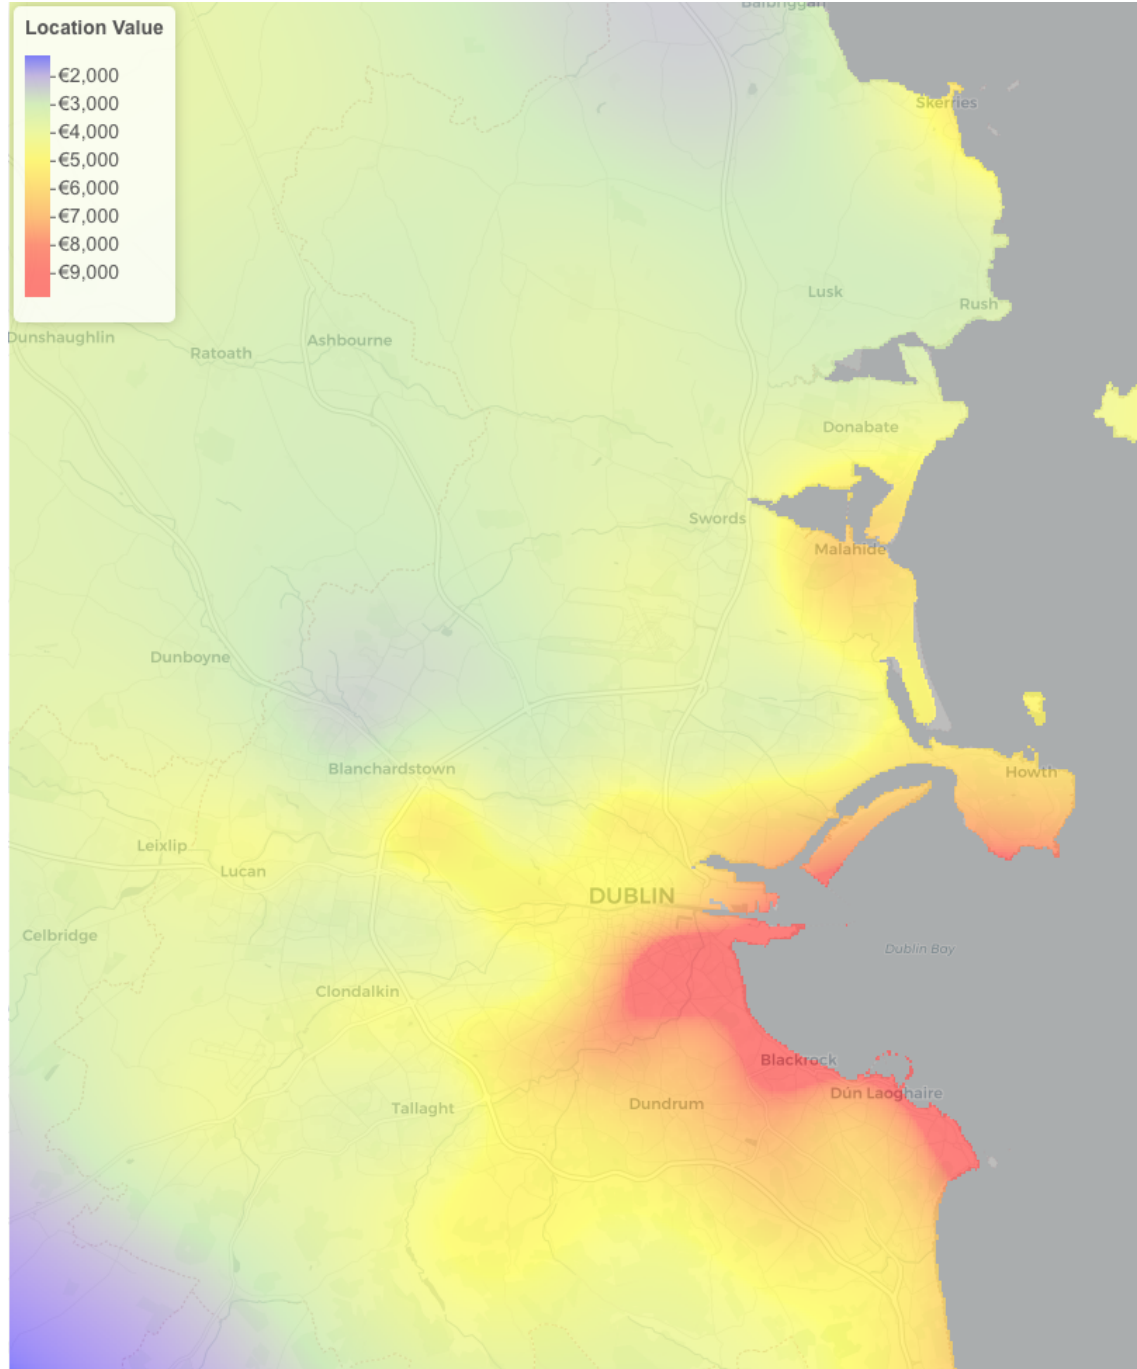 Balbriggan
Location Value
€2,000
€3,000
€4,000
€5,000
€6,000
€7,000
€8,000
€9,000
Skerries
Lusk
Rush
Dunshaughlin
Ratoath
Ashbourne
Donabate
Swords
Malahide
Dunboyne
Blanchardstown
Howth
Leixlip
Lucan
DUBLIN
Celbridge
Dublin Bay
Clondalkin
Blackrock
Dún Laoghaire
Tallaght
Dundrum